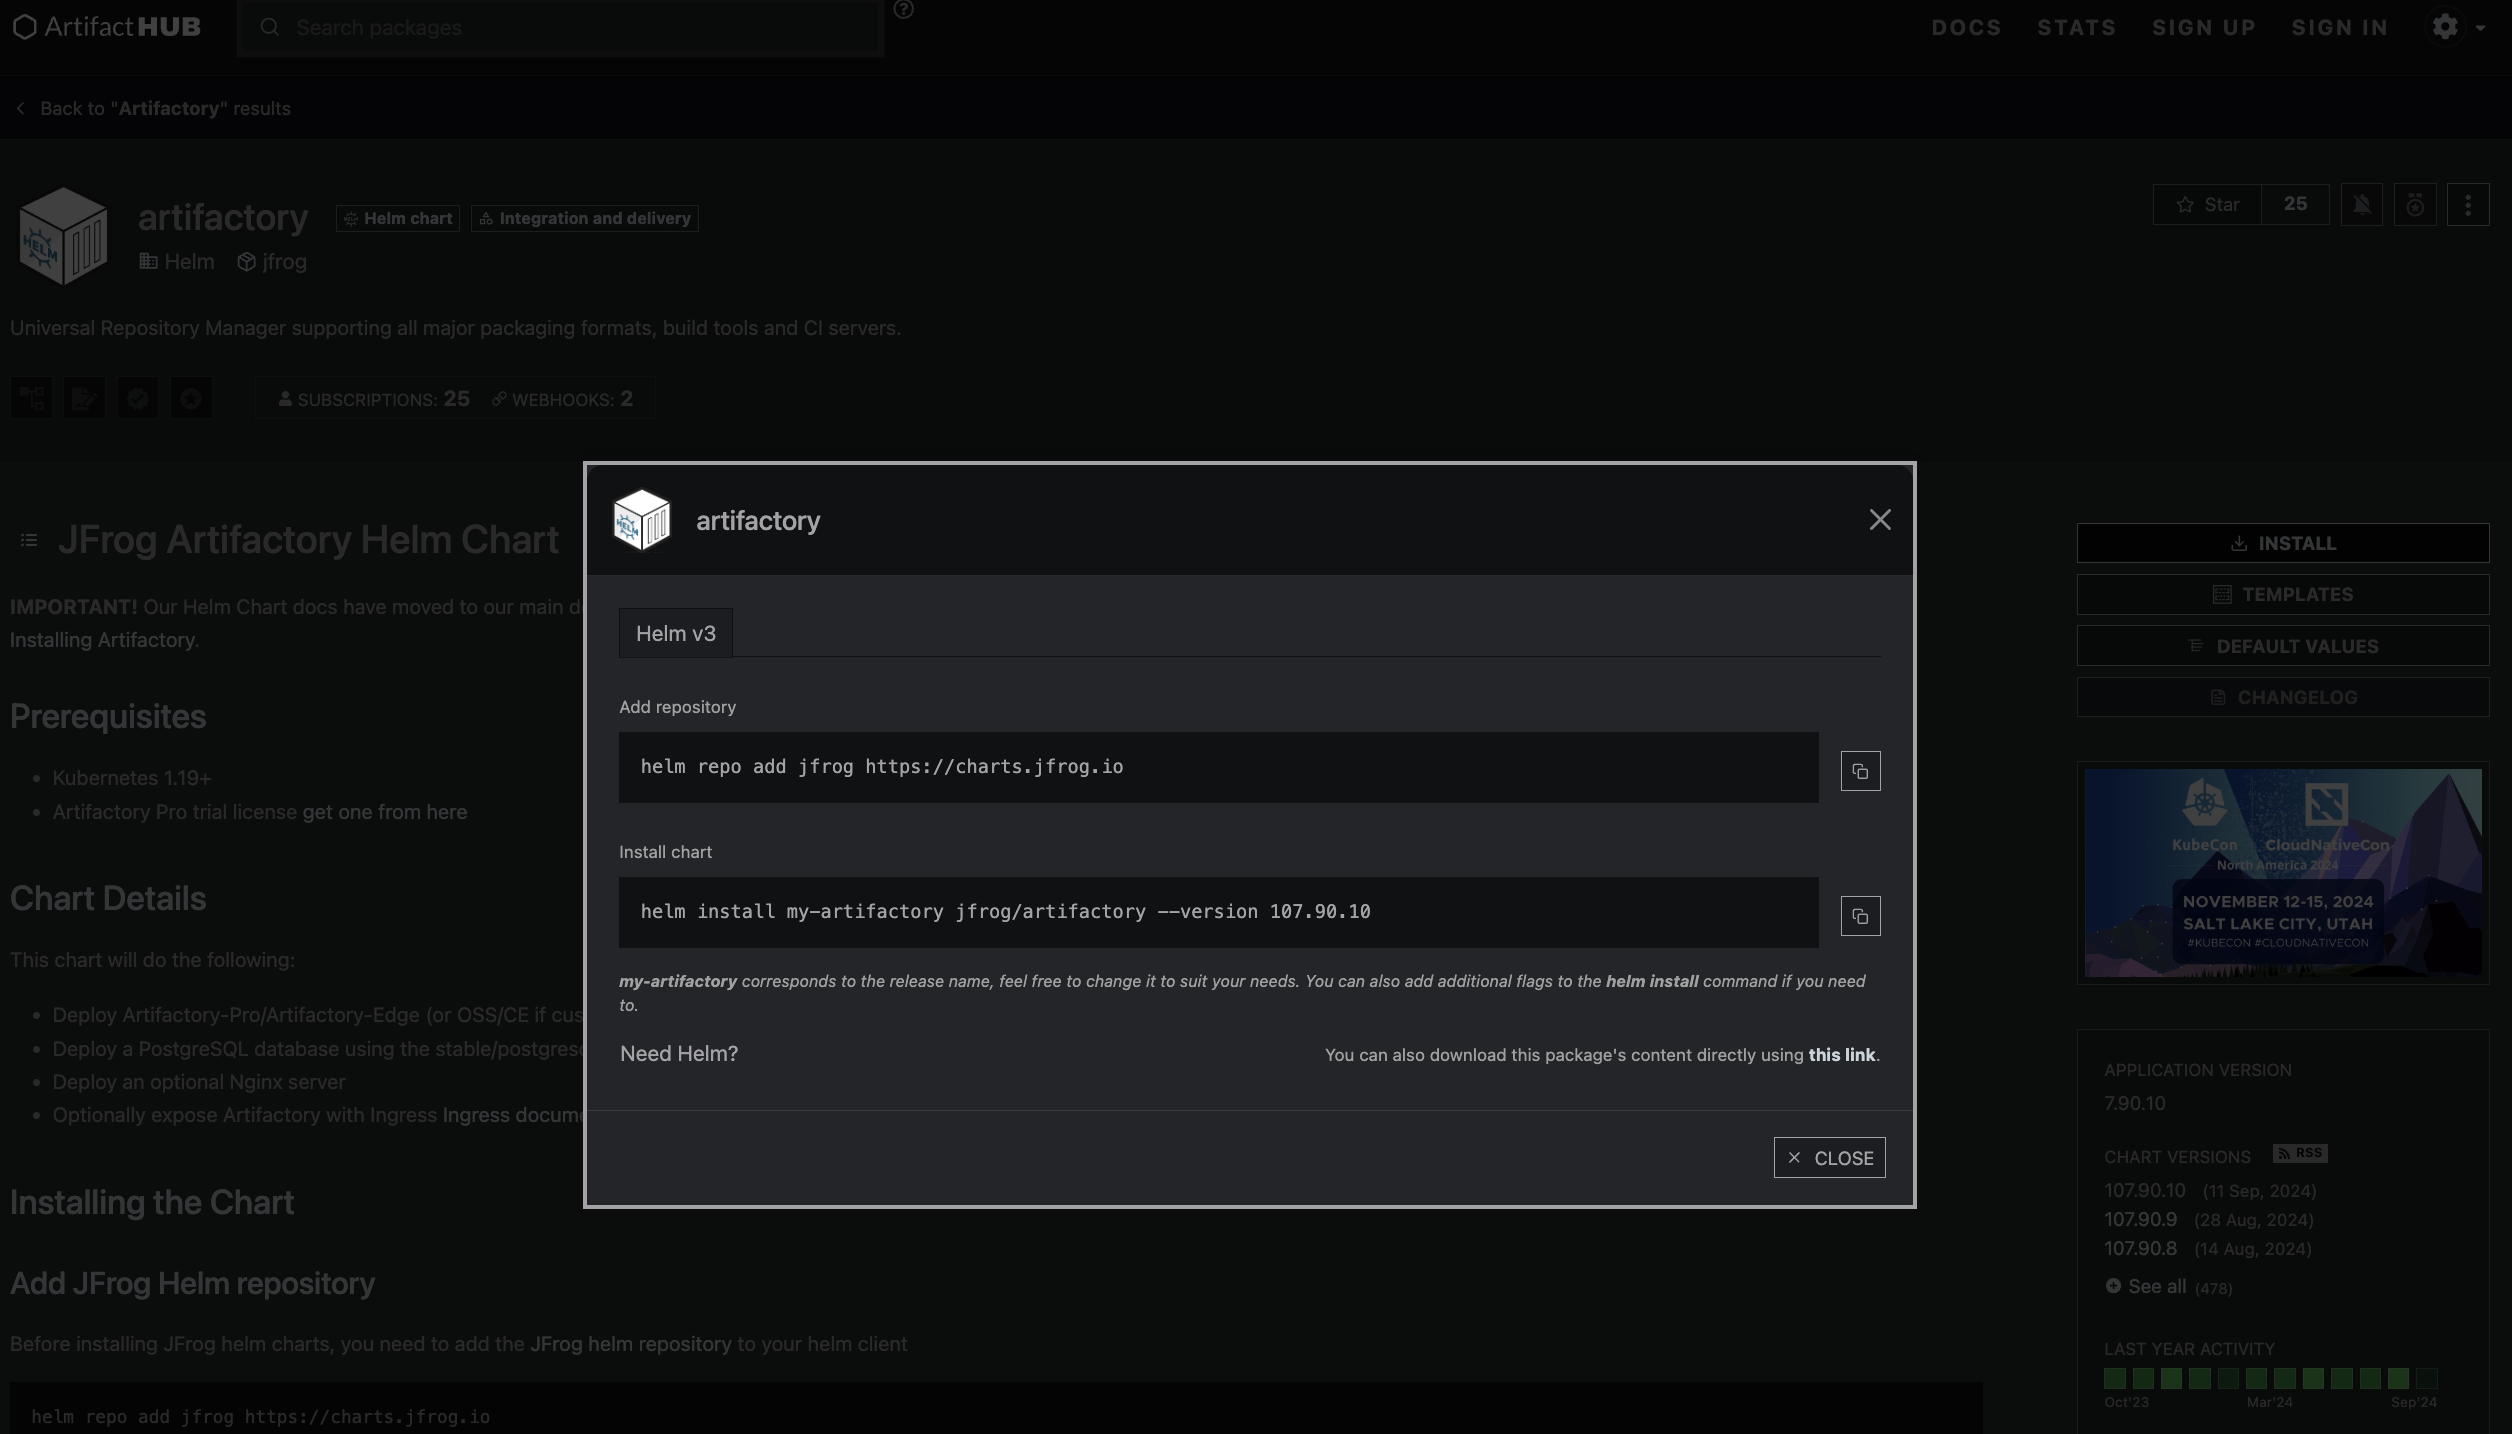 ArtifactHUB
Search packages
DOCS
STATS
SIGN UP
SIGN IN
Back to "Artifactory" results
artifactory
Helm chart
Integration and delivery
Helm
jfrog
Star
25
Universal Repository Manager supporting all major packaging formats, build tools and CI servers.
SUBSCRIPTIONS: 25
WEBHOOKS: 2
JFrog Artifactory Helm Chart
IMPORTANT! Our Helm Chart docs have moved to our main
Installing Artifactory.
Prerequisites
Kubernetes 1.19+
Artifactory Pro trial license get one from here
Chart Details
This chart will do the following:
Deploy Artifactory-Pro/Artifactory-Edge (or OSS/CE if
Deploy a PostgreSQL database using the
Deploy an optional Nginx server
Optionally expose Artifactory with Ingress Ingress
Installing the Chart
Add JFrog Helm repository
Before installing JFrog helm charts, you need to add the JFrog helm repository to your helm client
helm repo add jfrog https://charts.jfrog.io
artifactory
Helm v3
Add repository
helm repo add jfrog https://charts.jfrog.io
Install chart
helm install my-artifactory jfrog/artifactory --version 107.90.10
my-artifactory corresponds to the release name, feel free to change it to suit your needs. You can also add additional flags to the helm install command if you need
to.
Need Helm?
You can also download this package's content directly using this link.
CLOSE
INSTALL
TEMPLATES
DEFAULT VALUES
CHANGELOG
KubeCon
CloudNativeCon
North America 2024
NOVEMBER 12-15, 2024
SALT LAKE CITY, UTAH
#KUBECON #CLOUDNATIVECON
APPLICATION VERSION
7.90.10
CHART VERSIONS
RSS
107.90.10 (11 Sep, 2024)
107.90.9 (28 Aug, 2024)
107.90.8 (14 Aug, 2024)
See all (478)
LAST YEAR ACTIVITY
Oct'23
Mar'24
Sep'24